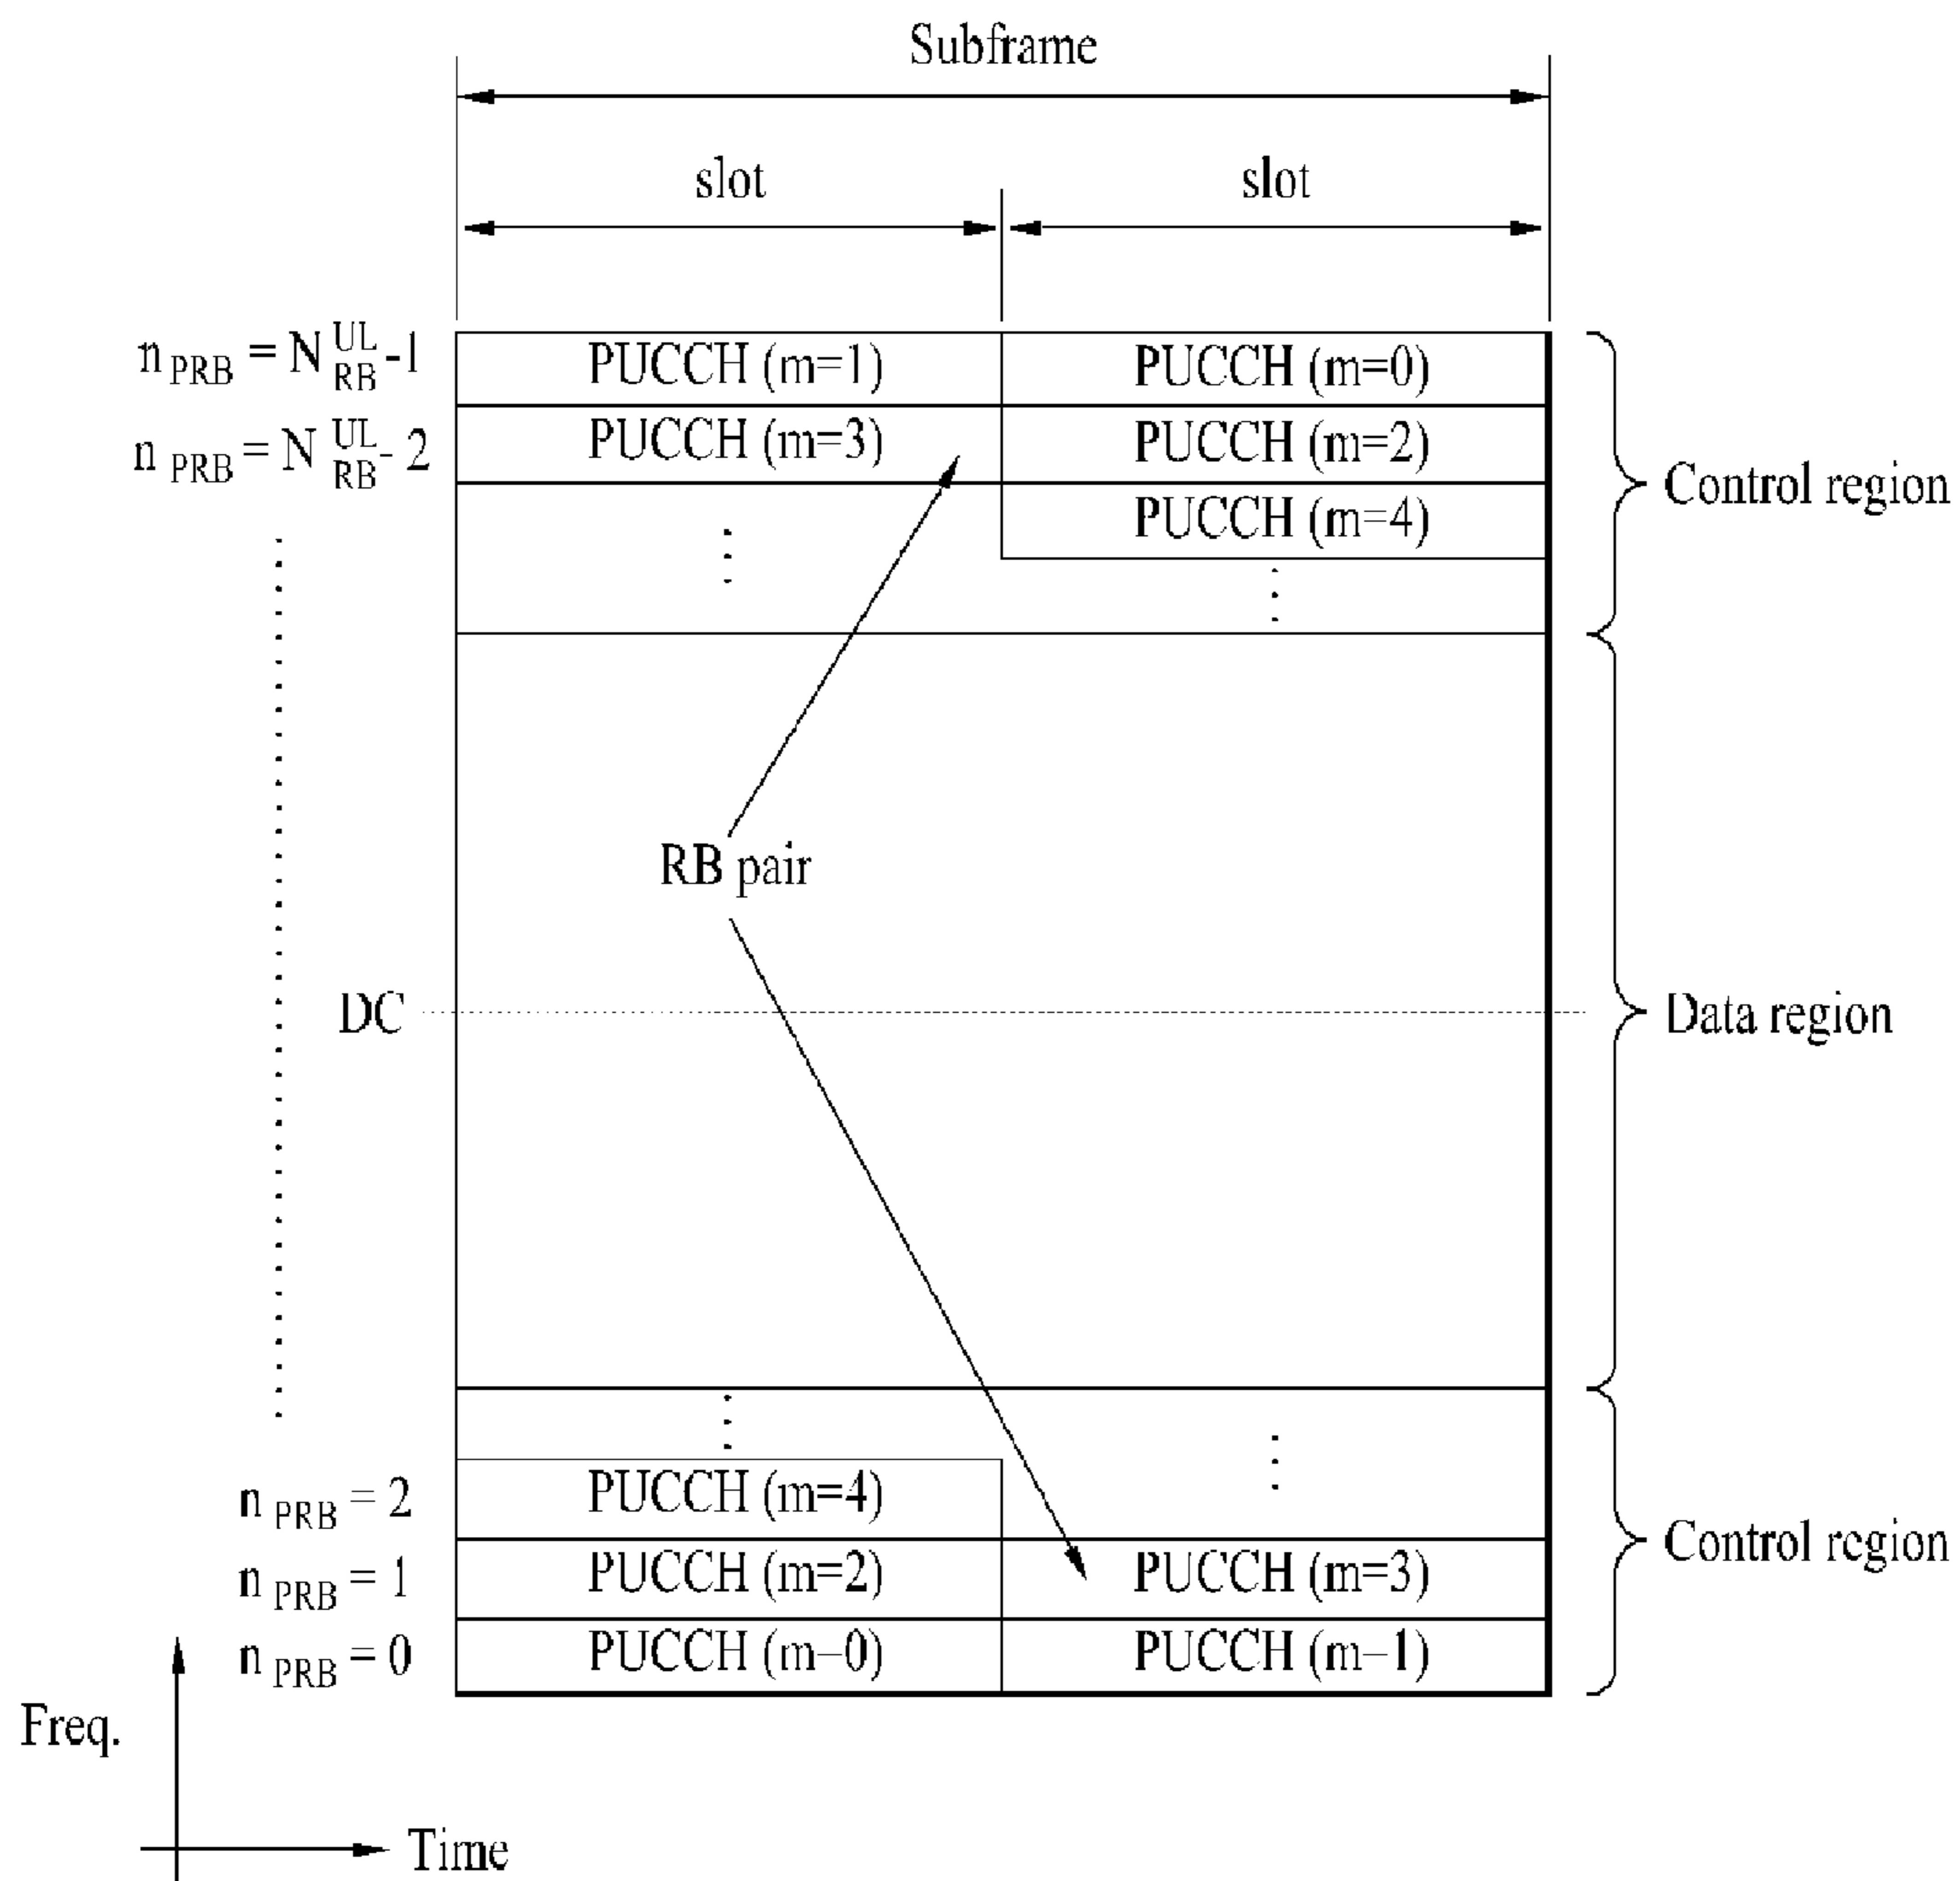 Subframe
slot slot
n PRB = N UL RB -1 PUCCH (m=1) PUCCH (m=0)
n PRB = N UL RB - 2 PUCCH (m=3) PUCCH (m=2)
PUCCH (m=4)
Control region
RB pair
DC
Data region
n PRB = 2 PUCCH (m=4)
Control region
n PRB = 1 PUCCH (m=2) PUCCH (m=3)
n PRB = 0 PUCCH (m–0) PUCCH (m–1)
Freq.
Time